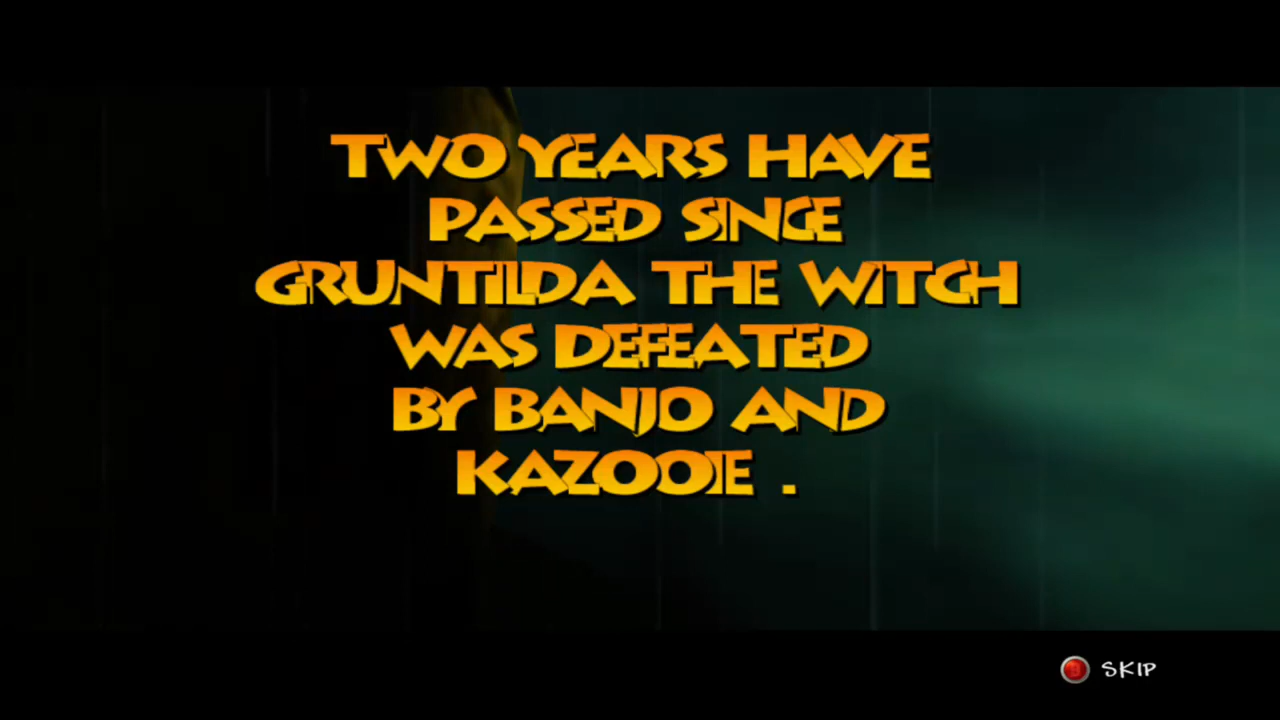 TWO YEARS HAVE
PASSED SINCE
GRUNTILDA THE WITCH
WAS DEFEATED
BY BANJO AND
KAZOOIE .
B SKIP